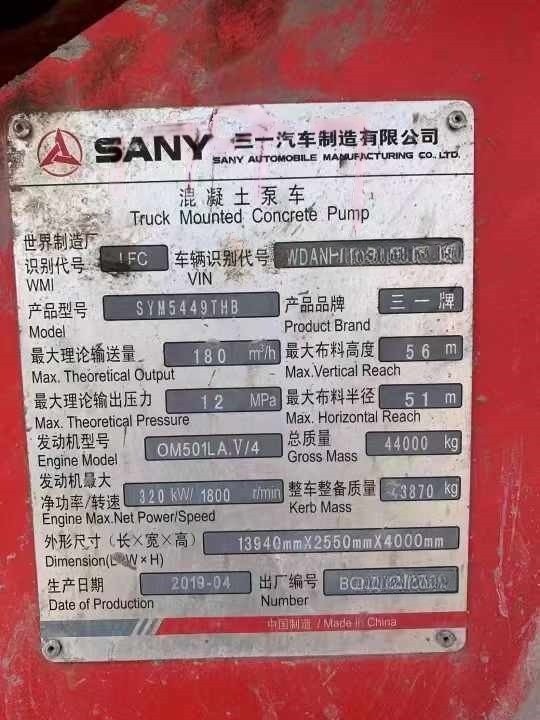 SANY 三一汽车制造有限公司
SANY AUTOMOBILE MANUFACTURING CO., LTD.
混凝土泵车
Truck Mounted Concrete Pump
世界制造厂
识别代号 LFC 车辆识别代号
WMI VIN
产品型号 SYM5449THB 产品品牌 三一牌
Model Product Brand
最大理论输送量 180 m³/h 最大布料高度 56 m
Max. Theoretical Output Max.Vertical Reach
最大理论输出压力 12 MPa 最大布料半径 51 m
Max. Theoretical Pressure Max. Horizontal Reach
发动机型号 OM501LA.V/4 总质量 44000 kg
Engine Model Gross Mass
发动机最大
净功率/转速 320 kW/ 1800 r/min 整车整备质量 43870 kg
Engine Max.Net Power/Speed Kerb Mass
外形尺寸（长×宽×高） 13940mmX2550mmX4000mm
Dimension(L×W×H)
生产日期 2019-04 出厂编号
Date of Production Number
中国制造 / Made in China